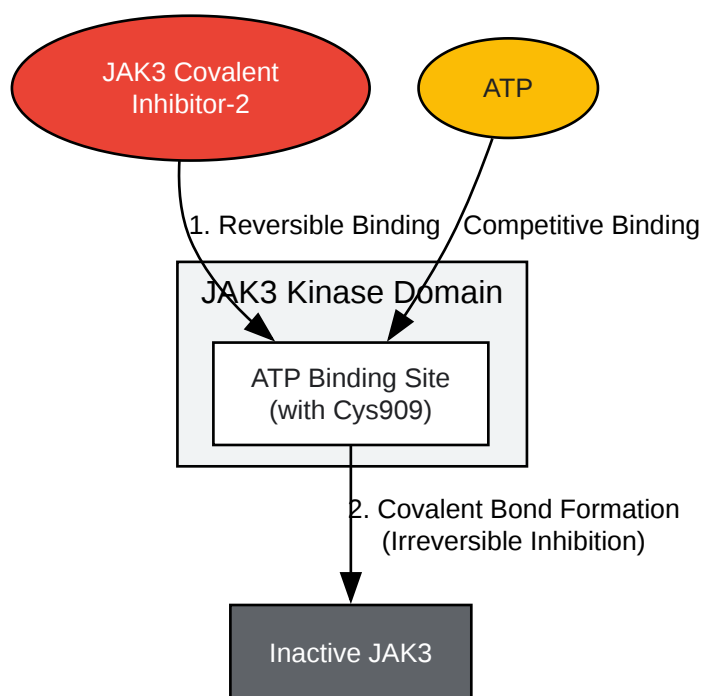 JAK3 Covalent
Inhibitor-2
ATP
1. Reversible Binding
Competitive Binding
JAK3 Kinase Domain
ATP Binding Site
(with Cys909)
2. Covalent Bond Formation
(Irreversible Inhibition)
Inactive JAK3